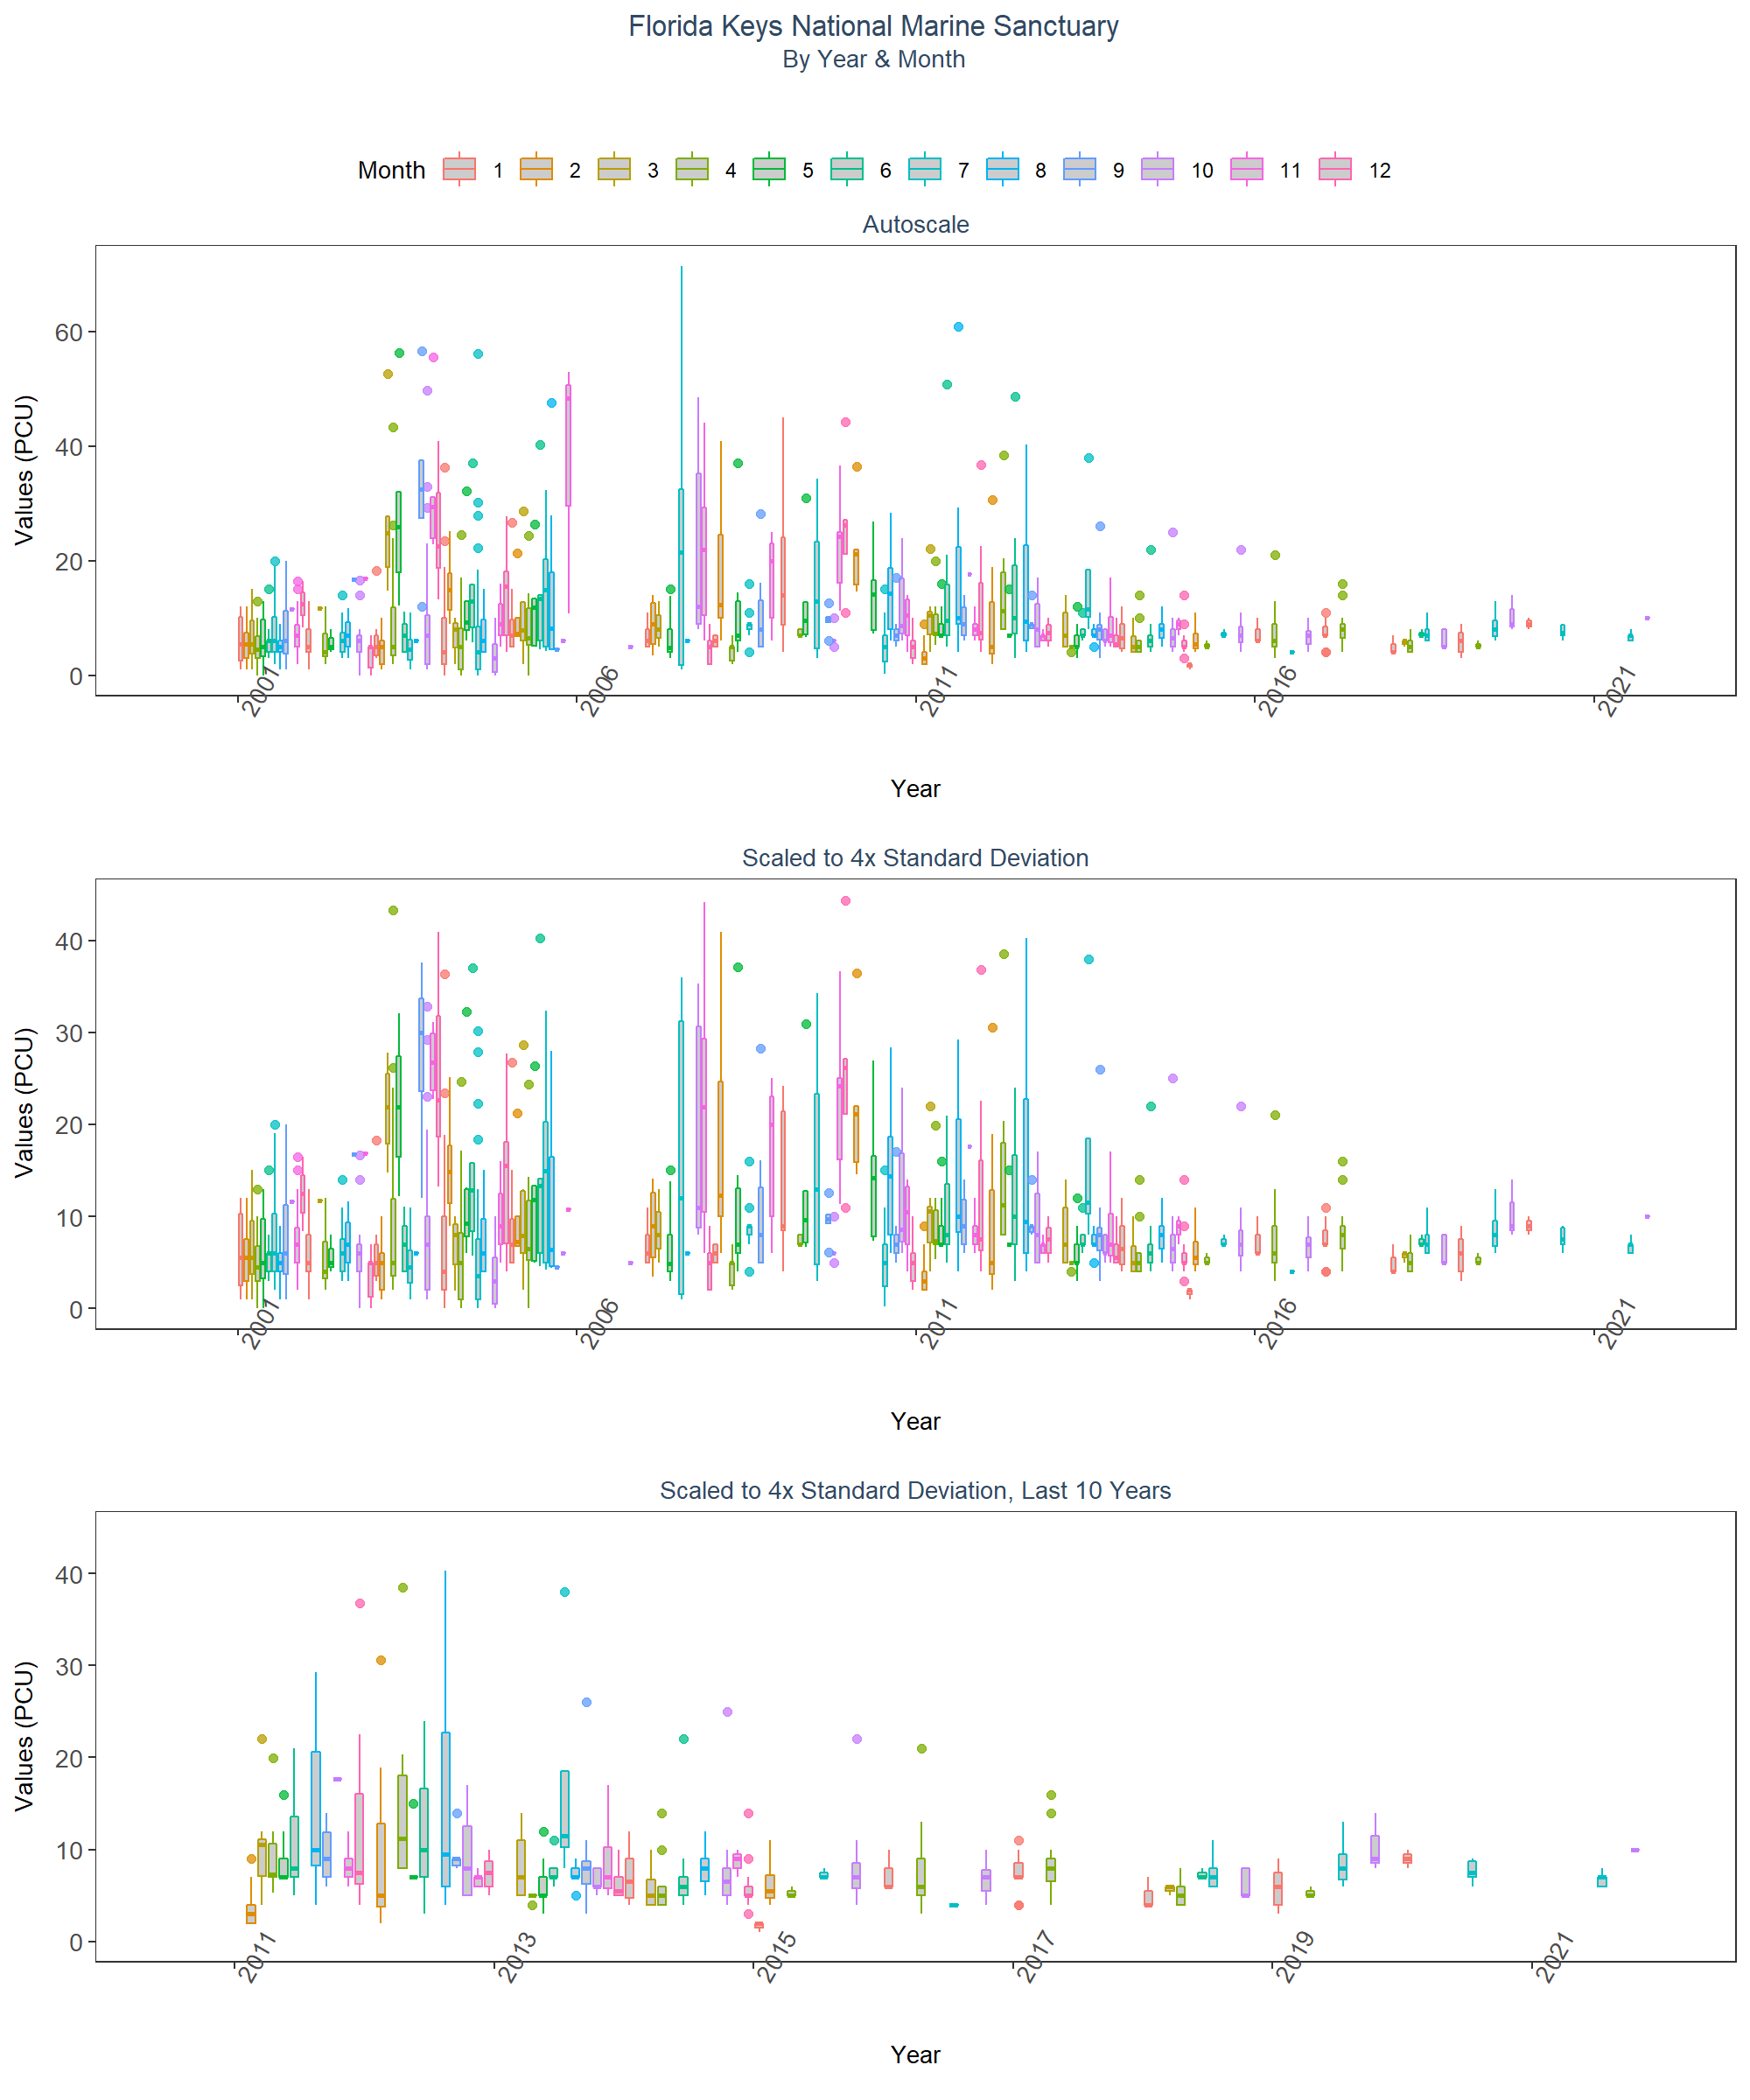 Florida Keys National Marine Sanctuary
By Year & Month
Month 1 2 3 4 5 6 7 8 9 10 11 12
Autoscale
Values (PCU)
60
40
20
0
2001 2006 2011 2016 2021
Year
Scaled to 4x Standard Deviation
Values (PCU)
40
30
20
10
0
2001 2006 2011 2016 2021
Year
Scaled to 4x Standard Deviation, Last 10 Years
Values (PCU)
40
30
20
10
0
2011 2013 2015 2017 2019 2021
Year